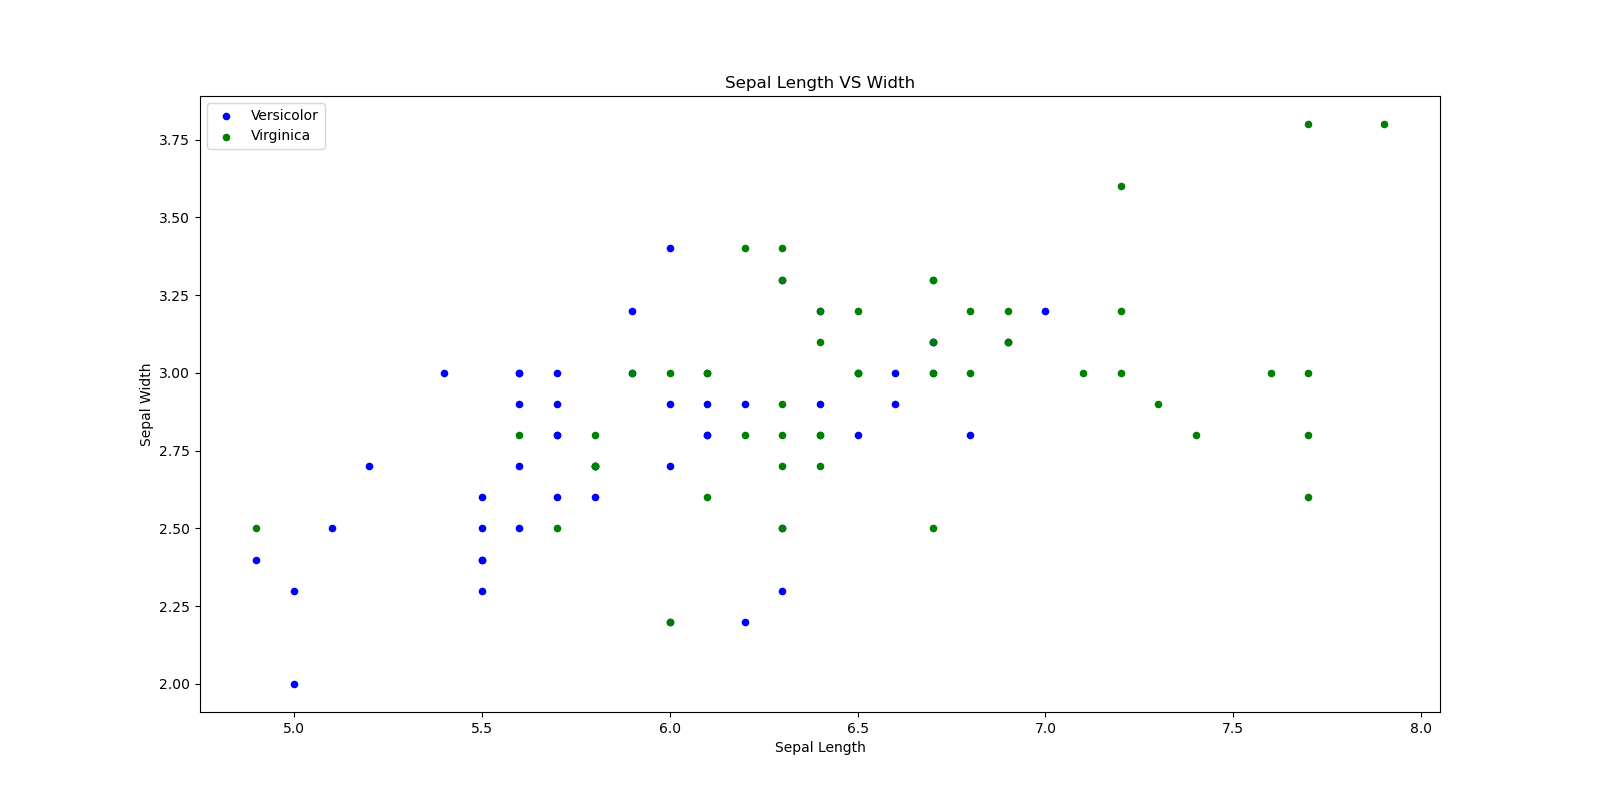 Sepal Length VS Width
Versicolor
Virginica
3.75
3.50
3.25
3.00
2.75
2.50
2.25
2.00
Sepal Width
5.0 5.5 6.0 6.5 7.0 7.5 8.0
Sepal Length